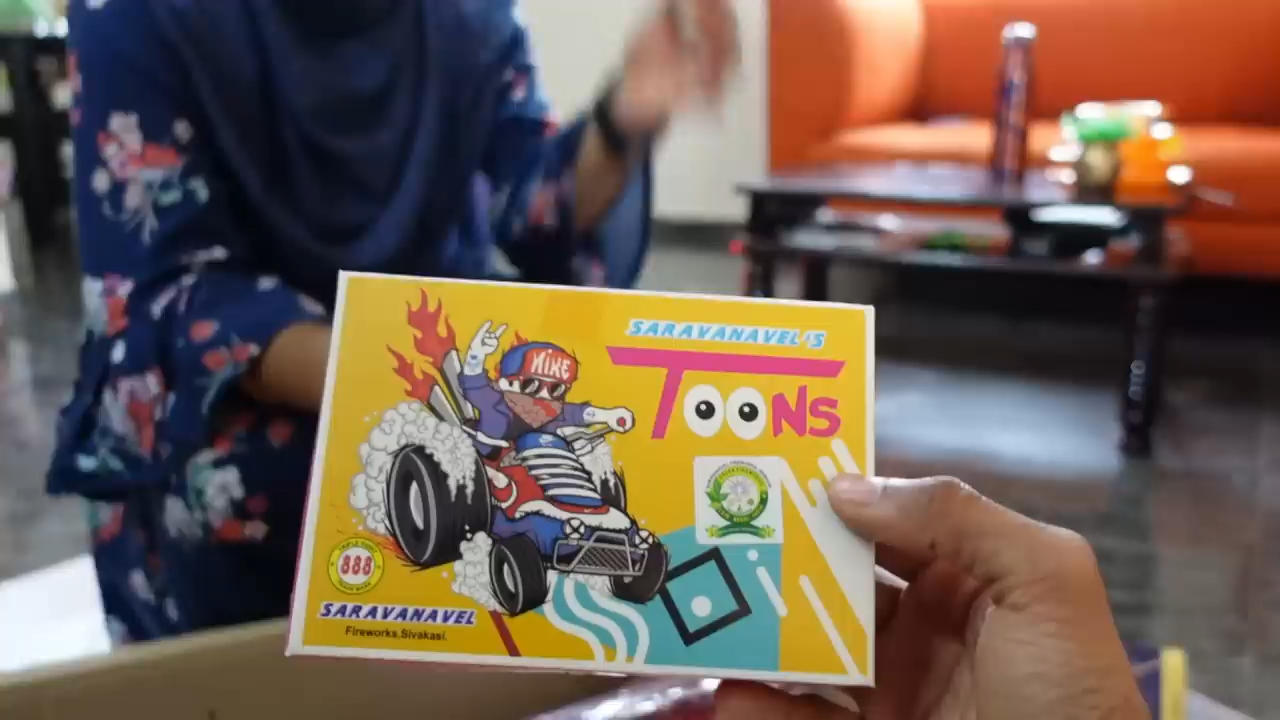 SARAVANAVEL'S
TOONS
NIKE
888
SARAVANAVEL
Fireworks,Sivakasi.